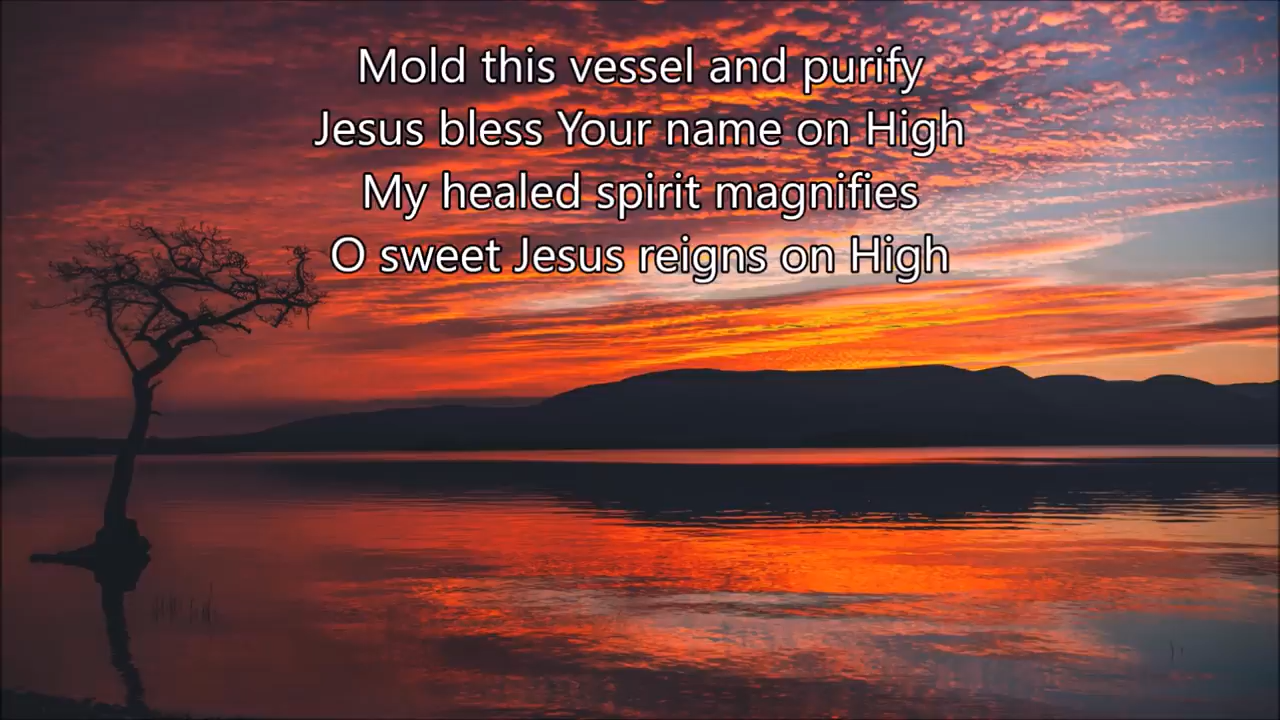 Mold this vessel and purify
Jesus bless Your name on High
My healed spirit magnifies
O sweet Jesus reigns on High